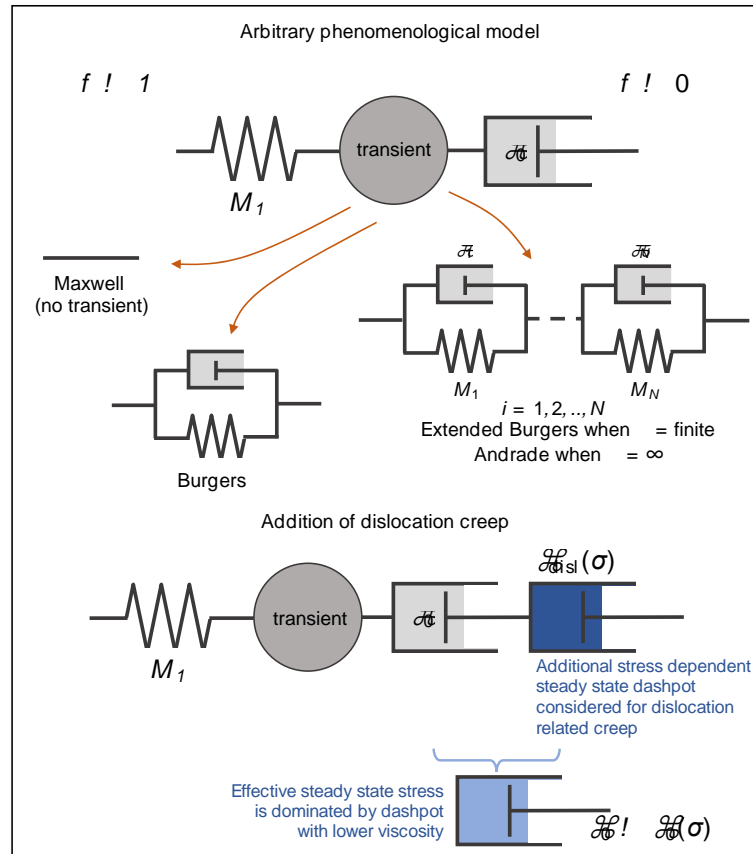 Arbitrary phenomenological model
f ! 1
f ! 0
transient
M1
Maxwell
(no transient)
Burgers
M1
MN
i = 1, 2, .., N
Extended Burgers when = finite
Andrade when = ∞
Addition of dislocation creep
disl(σ)
transient
M1
Additional stress dependent
steady state dashpot
considered for dislocation
related creep
Effective steady state stress
is dominated by dashpot
with lower viscosity
! (σ)